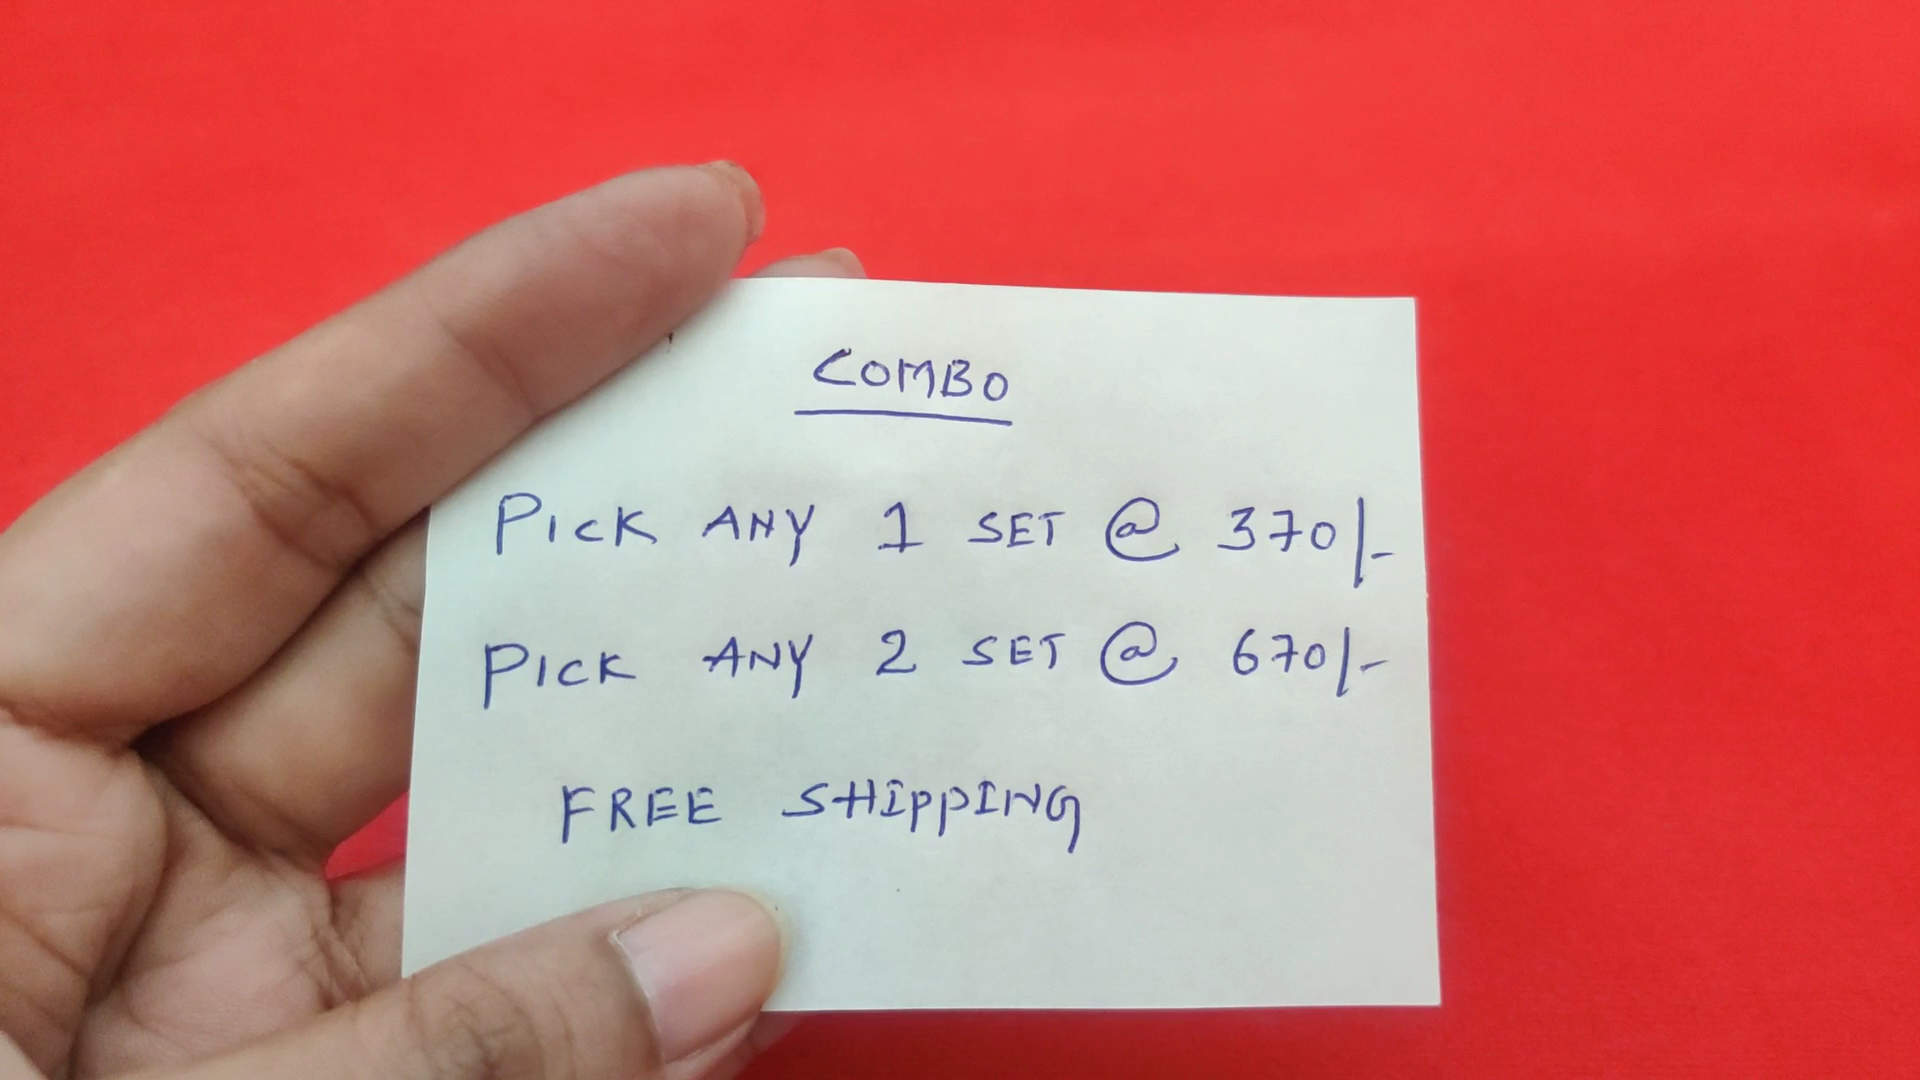 COMBO
PICK ANY 1 SET @ 370/-
PICK ANY 2 SET @ 670/-
FREE SHIPPING